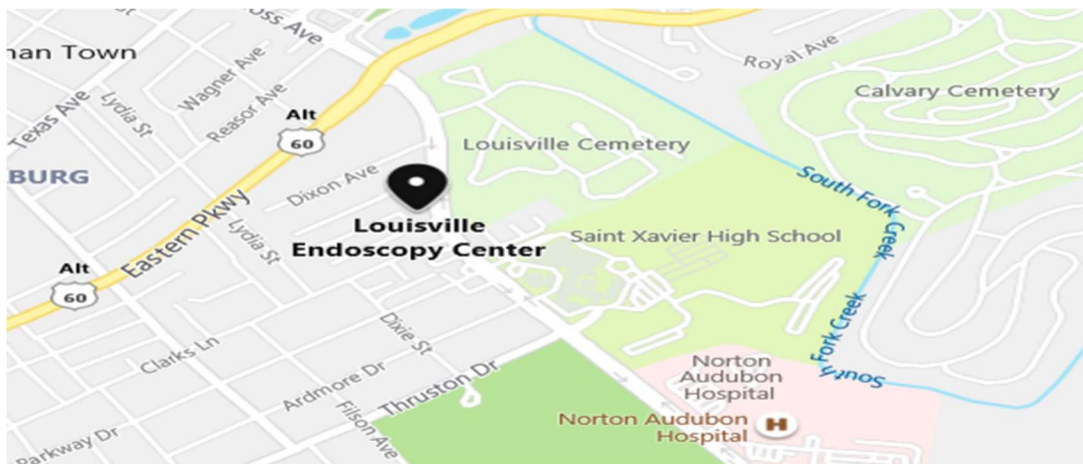 oss Ave
man Town
Royal Ave
Wagner Ave
Calvary Cemetery
Lydia St
Texas Ave
Reasor Ave
Alt
60
Louisville Cemetery
BURG
Dixon Ave
South Fork Creek
Eastern Pkwy
Louisville
Endoscopy Center
Saint Xavier High School
Lydia St
Alt
60
South Fork Creek
Dixie St
Clarks Ln
Norton
Audubon
Hospital
Ardmore Dr
Thruston Dr
Filson Ave
Norton Audubon
Hospital
H
Parkway Dr